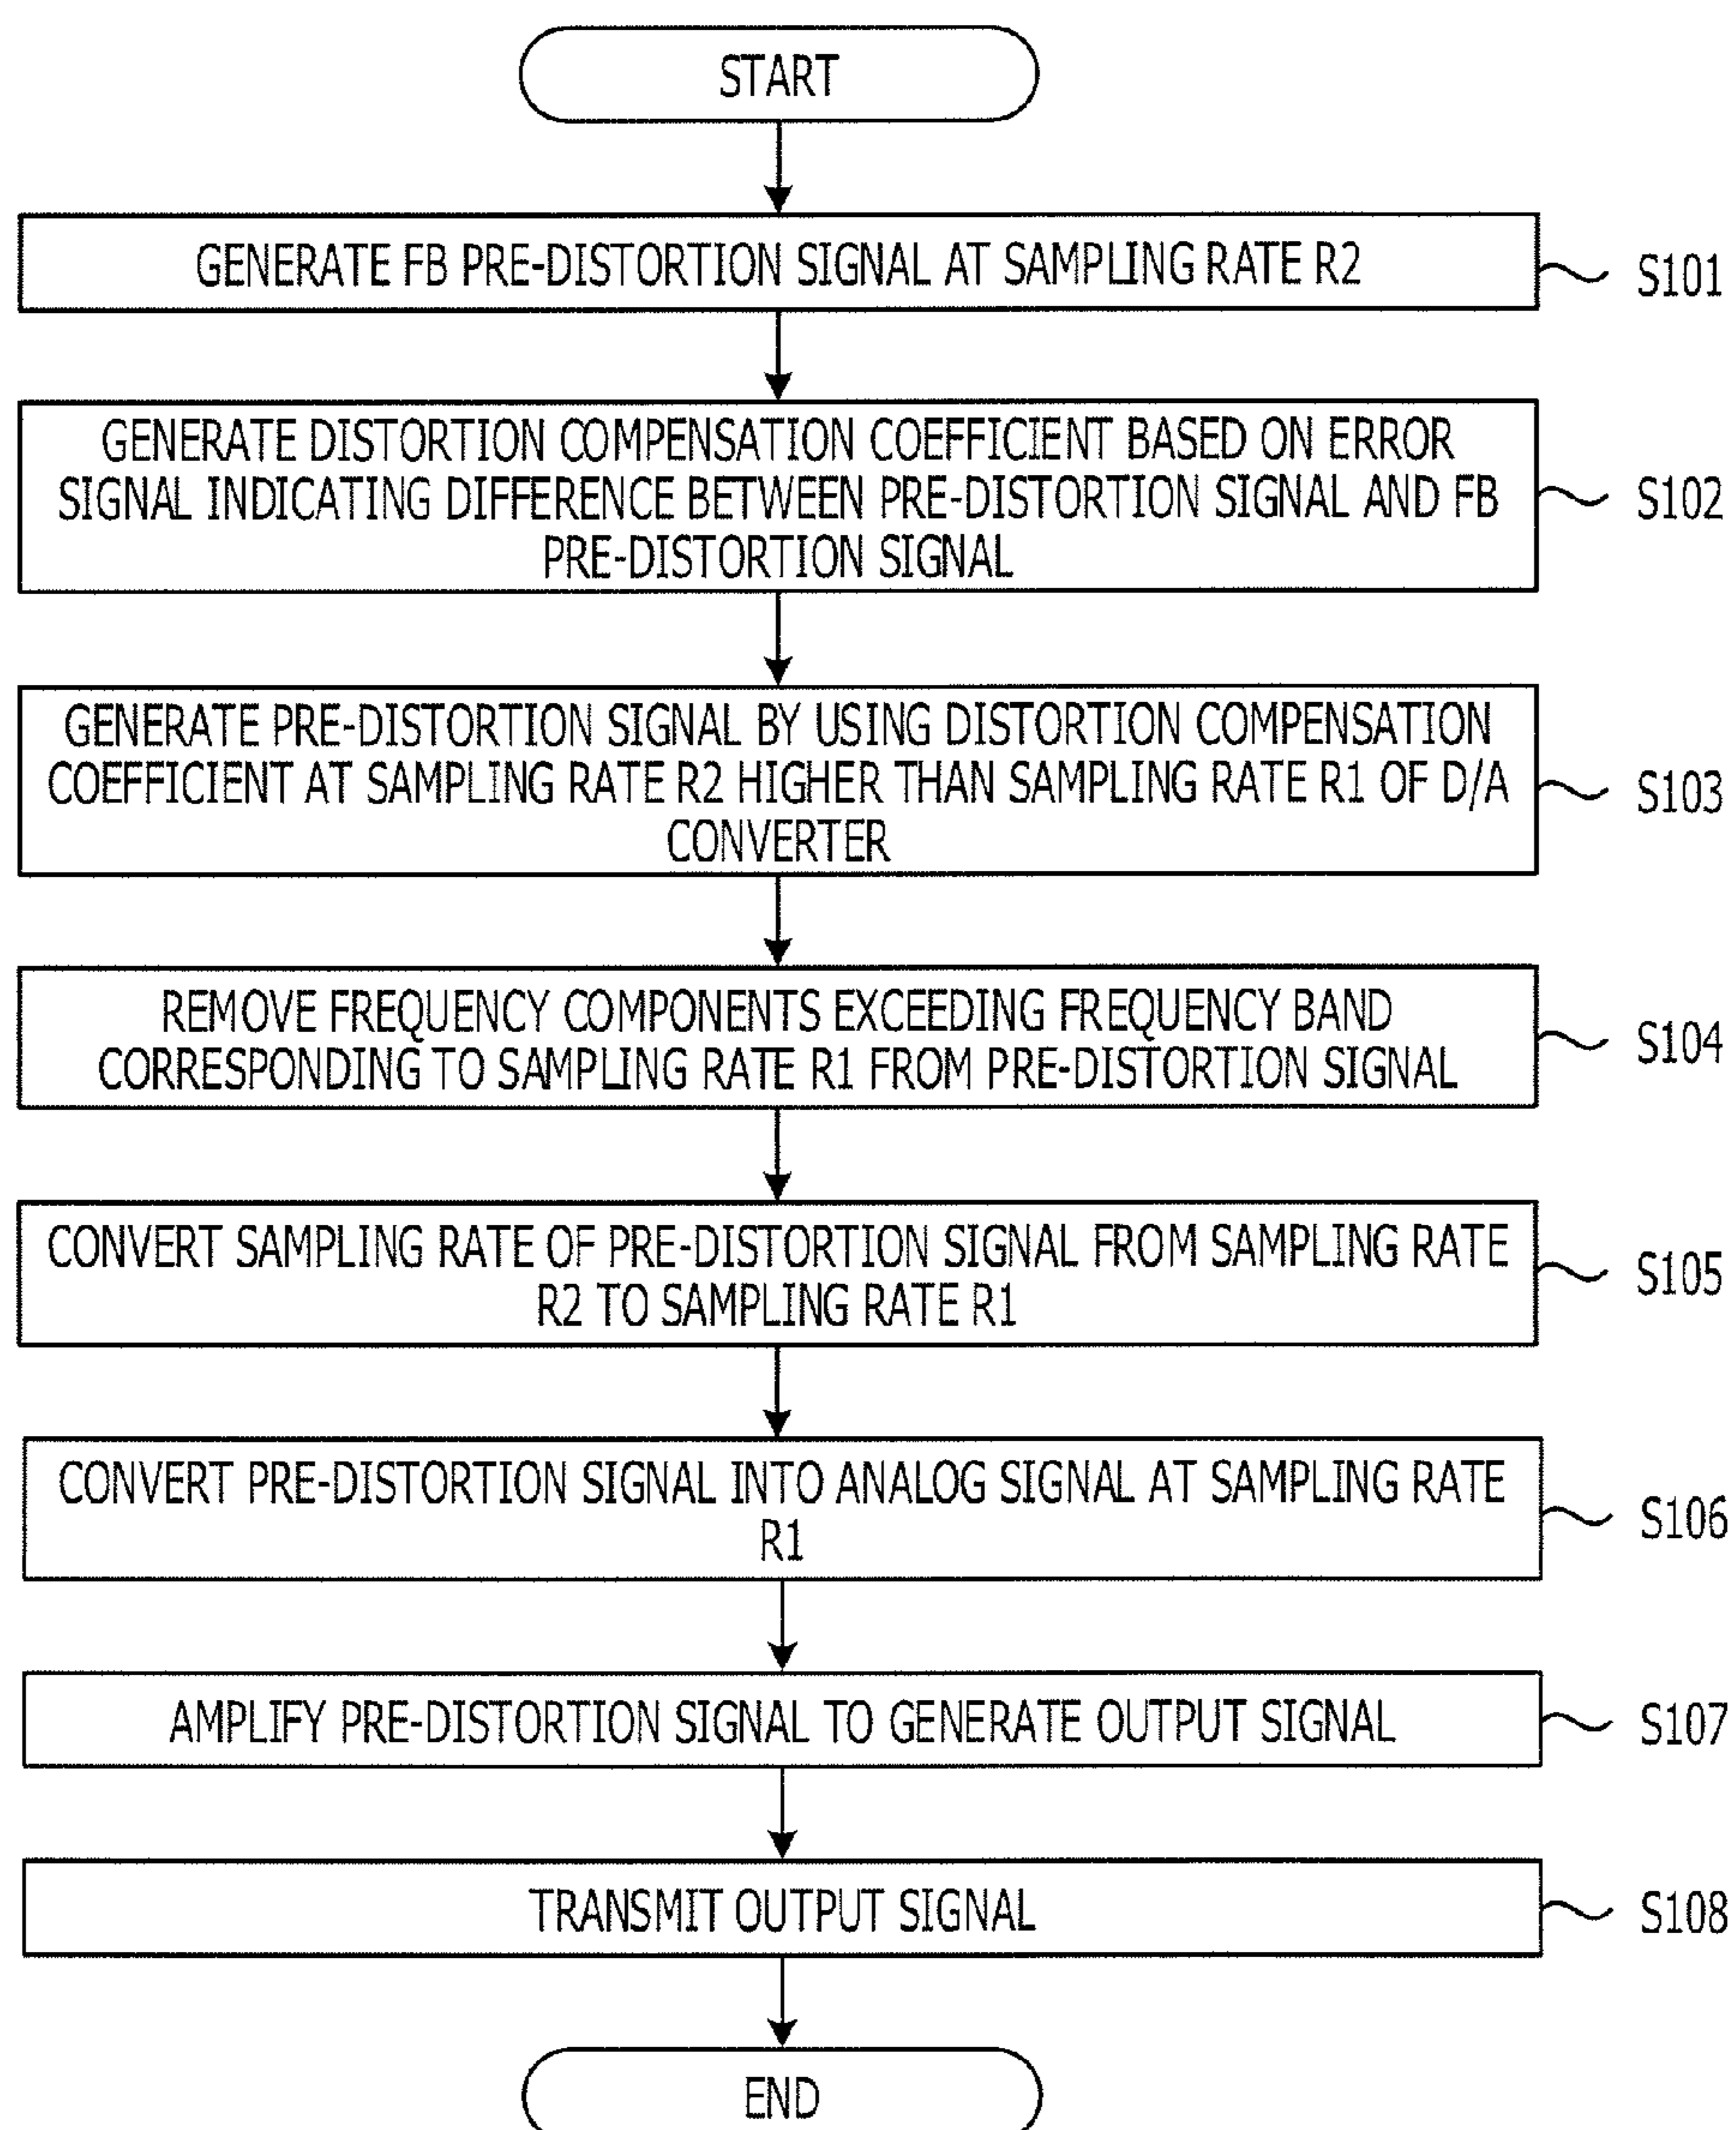 START
GENERATE FB PRE-DISTORTION SIGNAL AT SAMPLING RATE R2
S101
GENERATE DISTORTION COMPENSATION COEFFICIENT BASED ON ERROR
SIGNAL INDICATING DIFFERENCE BETWEEN PRE-DISTORTION SIGNAL AND FB
PRE-DISTORTION SIGNAL
S102
GENERATE PRE-DISTORTION SIGNAL BY USING DISTORTION COMPENSATION
COEFFICIENT AT SAMPLING RATE R2 HIGHER THAN SAMPLING RATE R1 OF D/A
CONVERTER
S103
REMOVE FREQUENCY COMPONENTS EXCEEDING FREQUENCY BAND
CORRESPONDING TO SAMPLING RATE R1 FROM PRE-DISTORTION SIGNAL
S104
CONVERT SAMPLING RATE OF PRE-DISTORTION SIGNAL FROM SAMPLING RATE
R2 TO SAMPLING RATE R1
S105
CONVERT PRE-DISTORTION SIGNAL INTO ANALOG SIGNAL AT SAMPLING RATE
R1
S106
AMPLIFY PRE-DISTORTION SIGNAL TO GENERATE OUTPUT SIGNAL
S107
TRANSMIT OUTPUT SIGNAL
S108
END